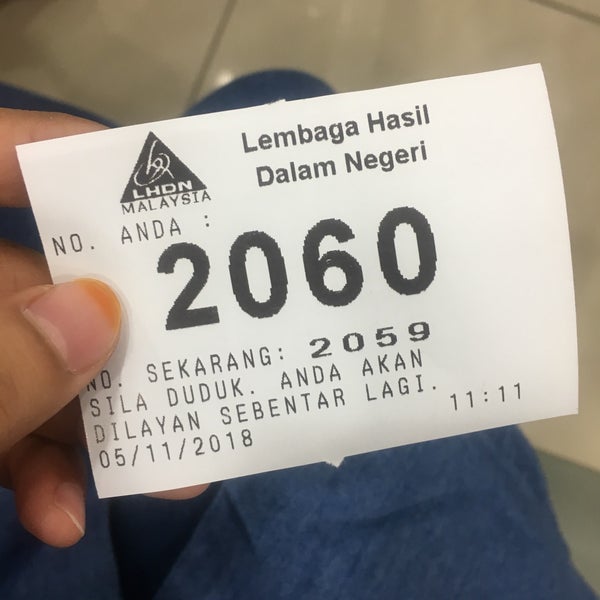 LHDN
MALAYSIA
Lembaga Hasil
Dalam Negeri
NO. ANDA :
2060
NO. SEKARANG: 2059
SILA DUDUK. ANDA AKAN
DILAYAN SEBENTAR LAGI.
05/11/2018 11:11